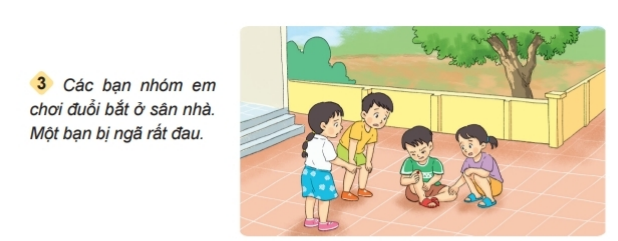 3 Các bạn nhóm em
chơi đuổi bắt ở sân nhà.
Một bạn bị ngã rất đau.